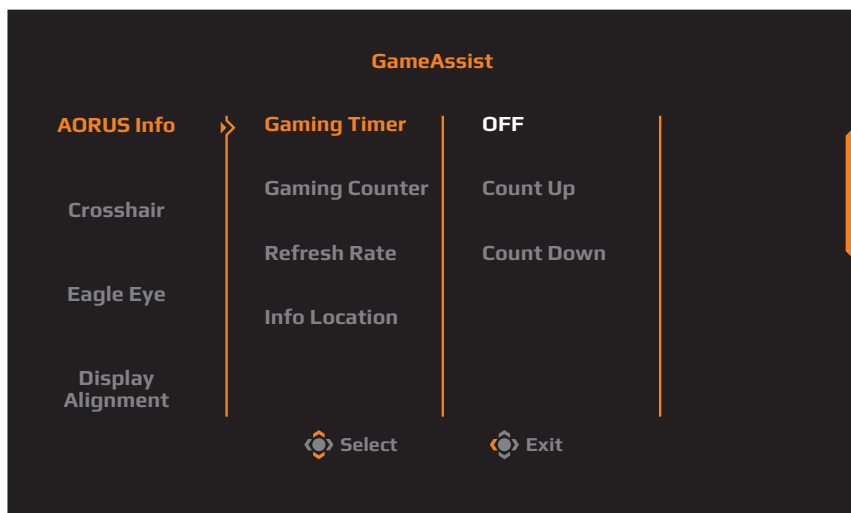 GameAssist
AORUS Info
Crosshair
Eagle Eye
Display
Alignment
Gaming Timer
Gaming Counter
Refresh Rate
Info Location
OFF
Count Up
Count Down
Select
Exit